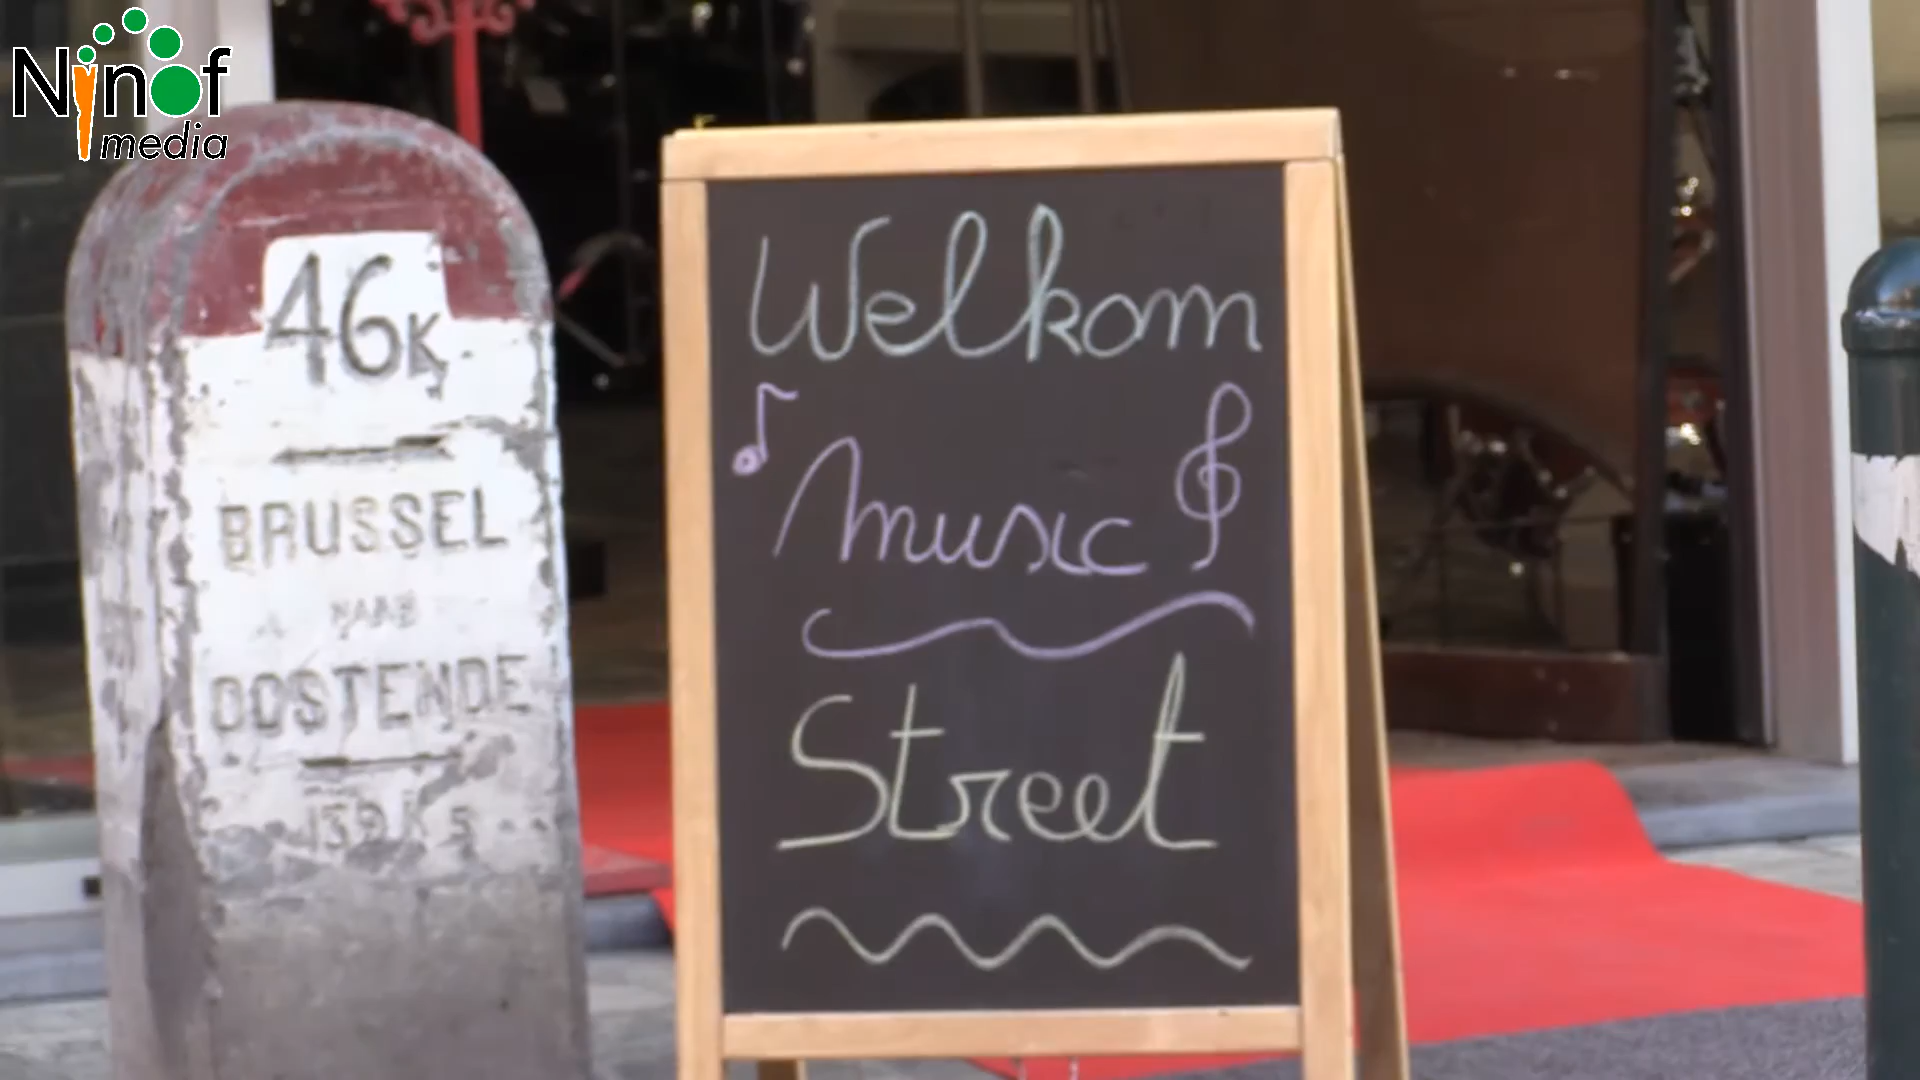 Ninof
media
46K
BRUSSEL
NAAR
OOSTENDE
Welkom
Music
Street